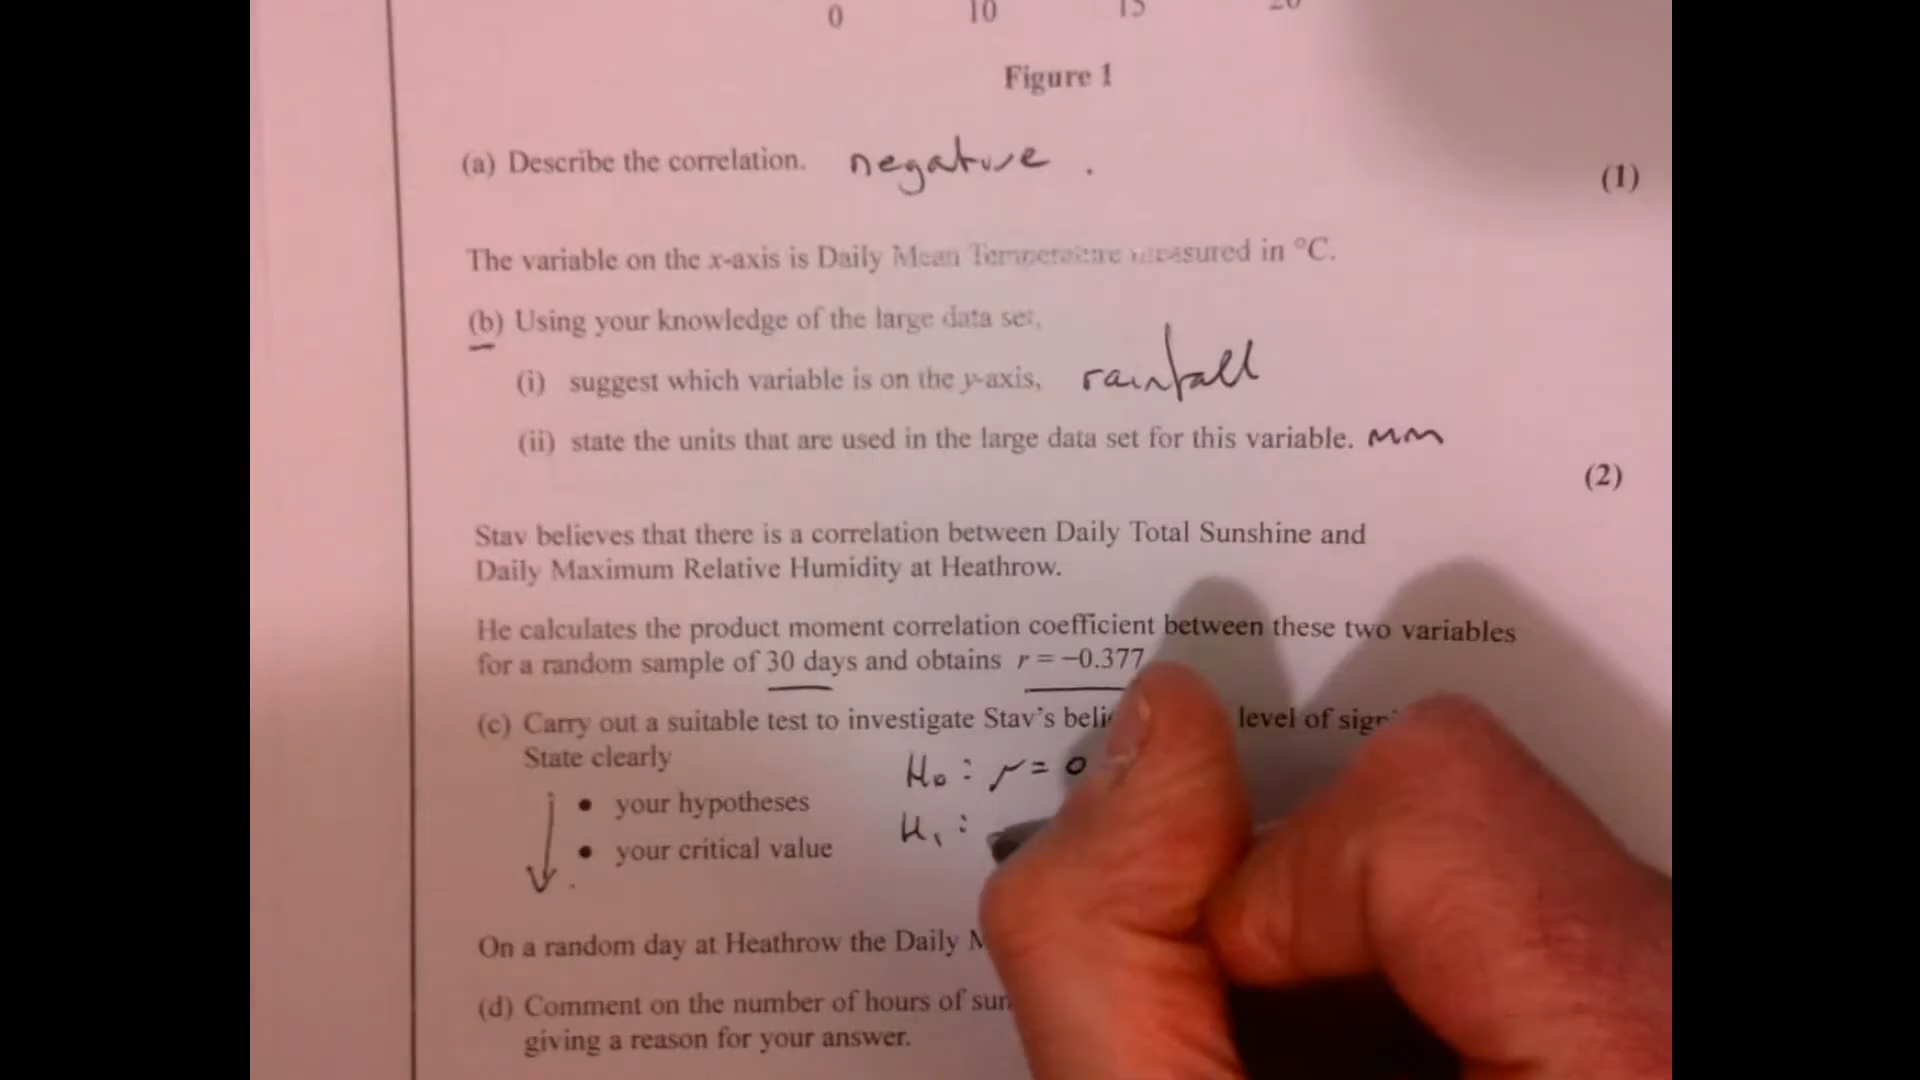 0 10 15 20
Figure 1
(a) Describe the correlation. negative .
(1)
The variable on the x-axis is Daily Mean Temperature measured in °C.
(b) Using your knowledge of the large data set,
(i) suggest which variable is on the y-axis, rainfall
(ii) state the units that are used in the large data set for this variable. mm
(2)
Stav believes that there is a correlation between Daily Total Sunshine and
Daily Maximum Relative Humidity at Heathrow.
He calculates the product moment correlation coefficient between these two variables
for a random sample of 30 days and obtains r = −0.377
(c) Carry out a suitable test to investigate Stav's level of
State clearly
H₀ : r = 0
• your hypotheses
H₁ :
• your critical value
On a random day at Heathrow the Daily
(d) Comment on the number of hours of
giving a reason for your answer.